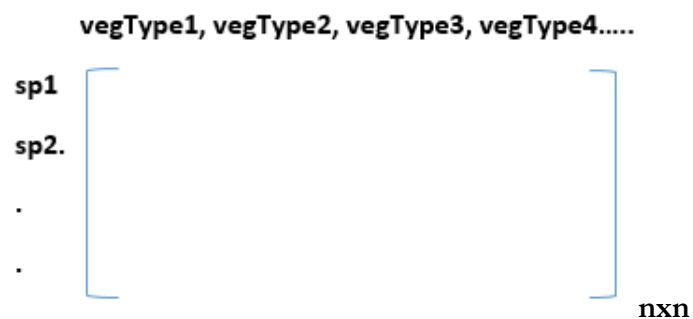 vegType1, vegType2, vegType3, vegType4.....
sp1
sp2.
.
.
nxn